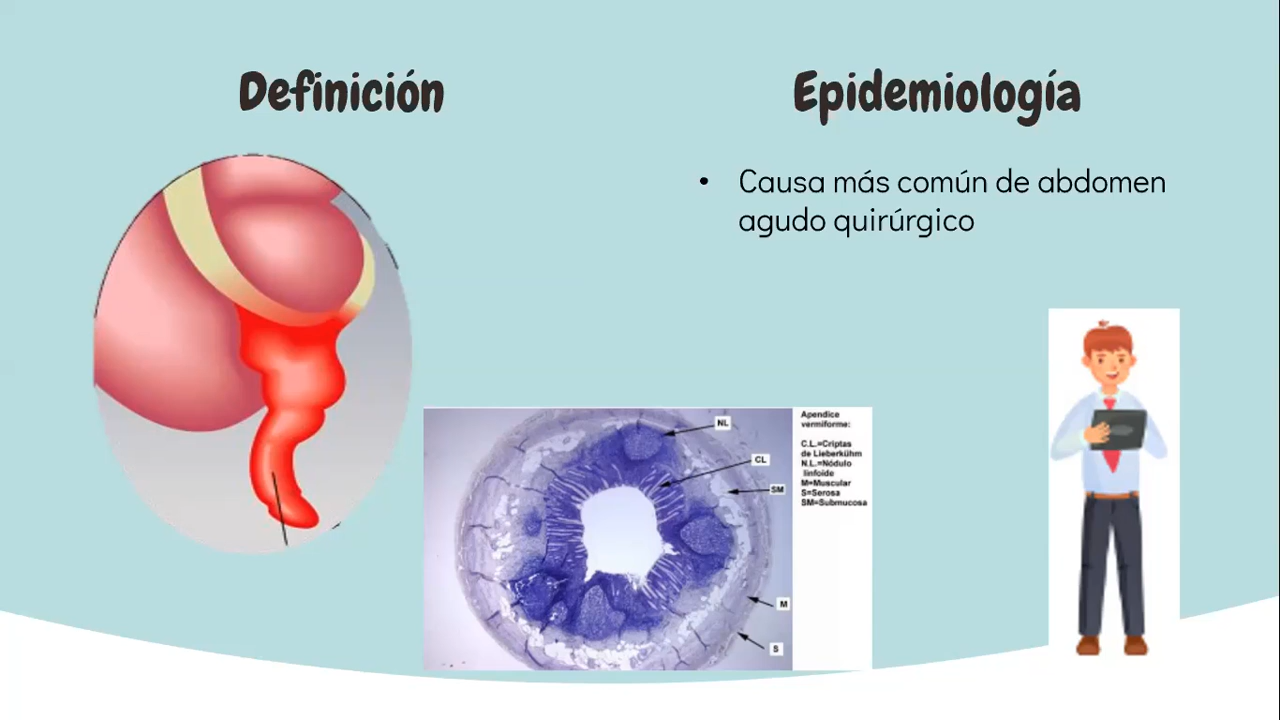 Definición
Epidemiología
• Causa más común de abdomen
agudo quirúrgico
NL
CL
SM
M
S
Apendice
vermiforme:
C.L.=Criptas
de Lieberkühm
N.L.=Nódulo
linfoide
M=Muscular
S=Serosa
SM=Submucosa